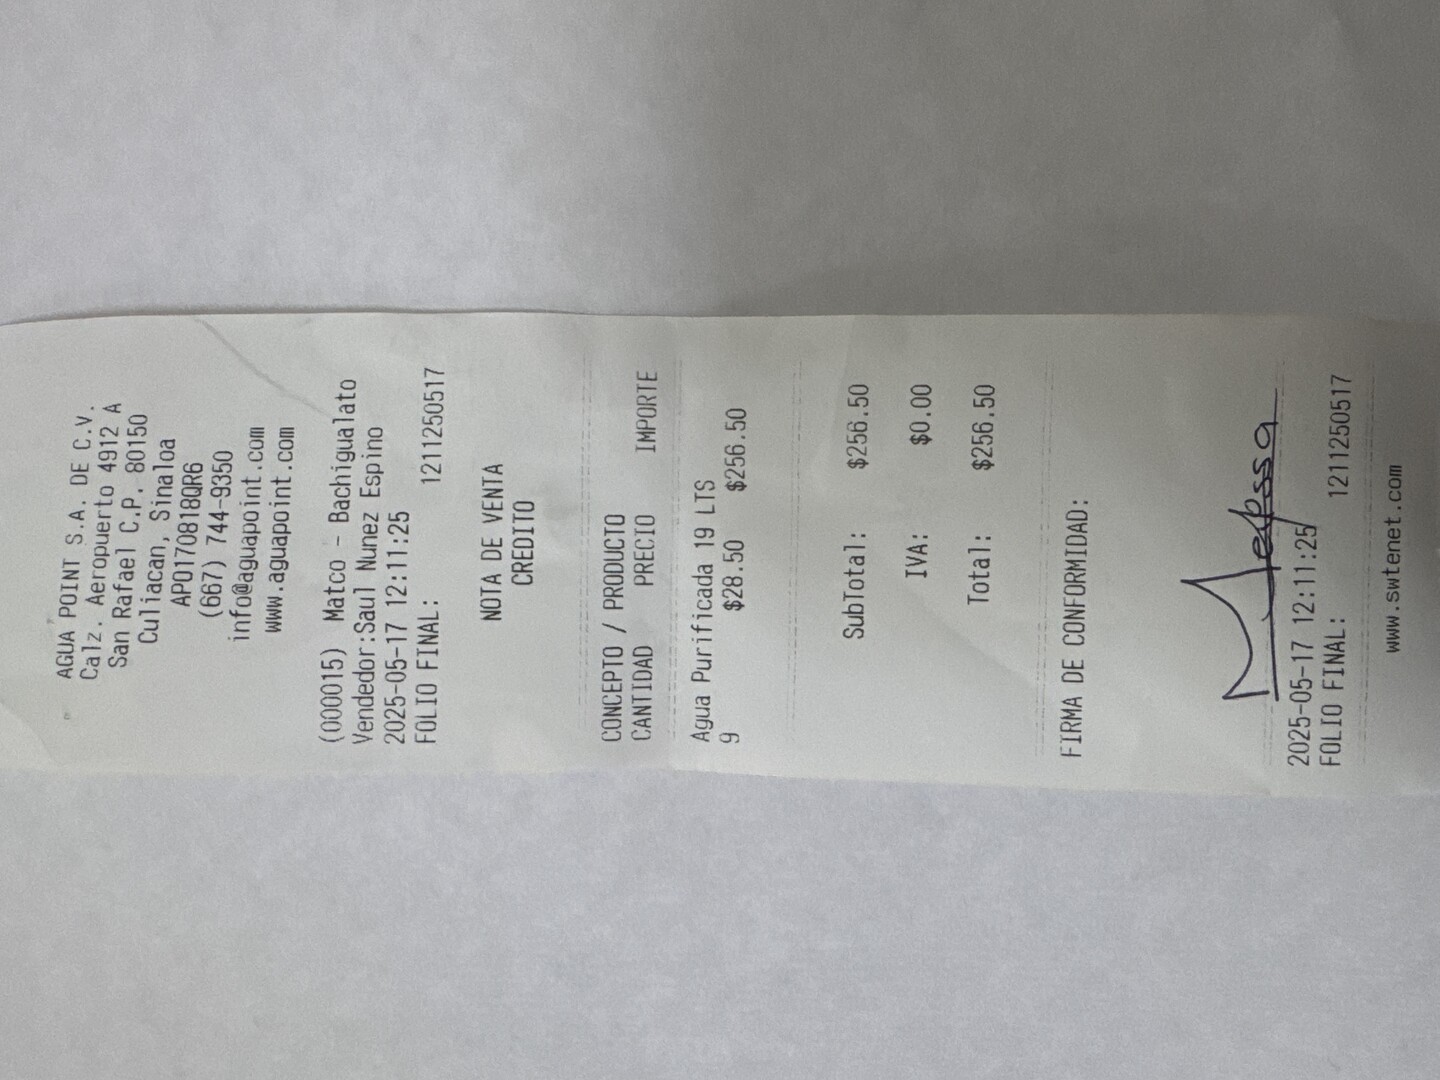 AGUA POINT S.A. DE C.V.
Calz. Aeropuerto 4912 A
San Rafael C.P. 80150
Culiacan, Sinaloa
APO170818QR6
(667) 744-9350
info@aguapoint.com
www.aguapoint.com
(000015) Matco - Bachigualato
Vendedor:Saul Nunez Espino
2025-05-17 12:11:25
FOLIO FINAL: 1211250517
NOTA DE VENTA
CREDITO
CONCEPTO / PRODUCTO
CANTIDAD PRECIO IMPORTE
Agua Purificada 19 LTS
9 $28.50 $256.50
SubTotal: $256.50
IVA: $0.00
Total: $256.50
FIRMA DE CONFORMIDAD:
2025-05-17 12:11:25
FOLIO FINAL: 1211250517
www.swtenet.com